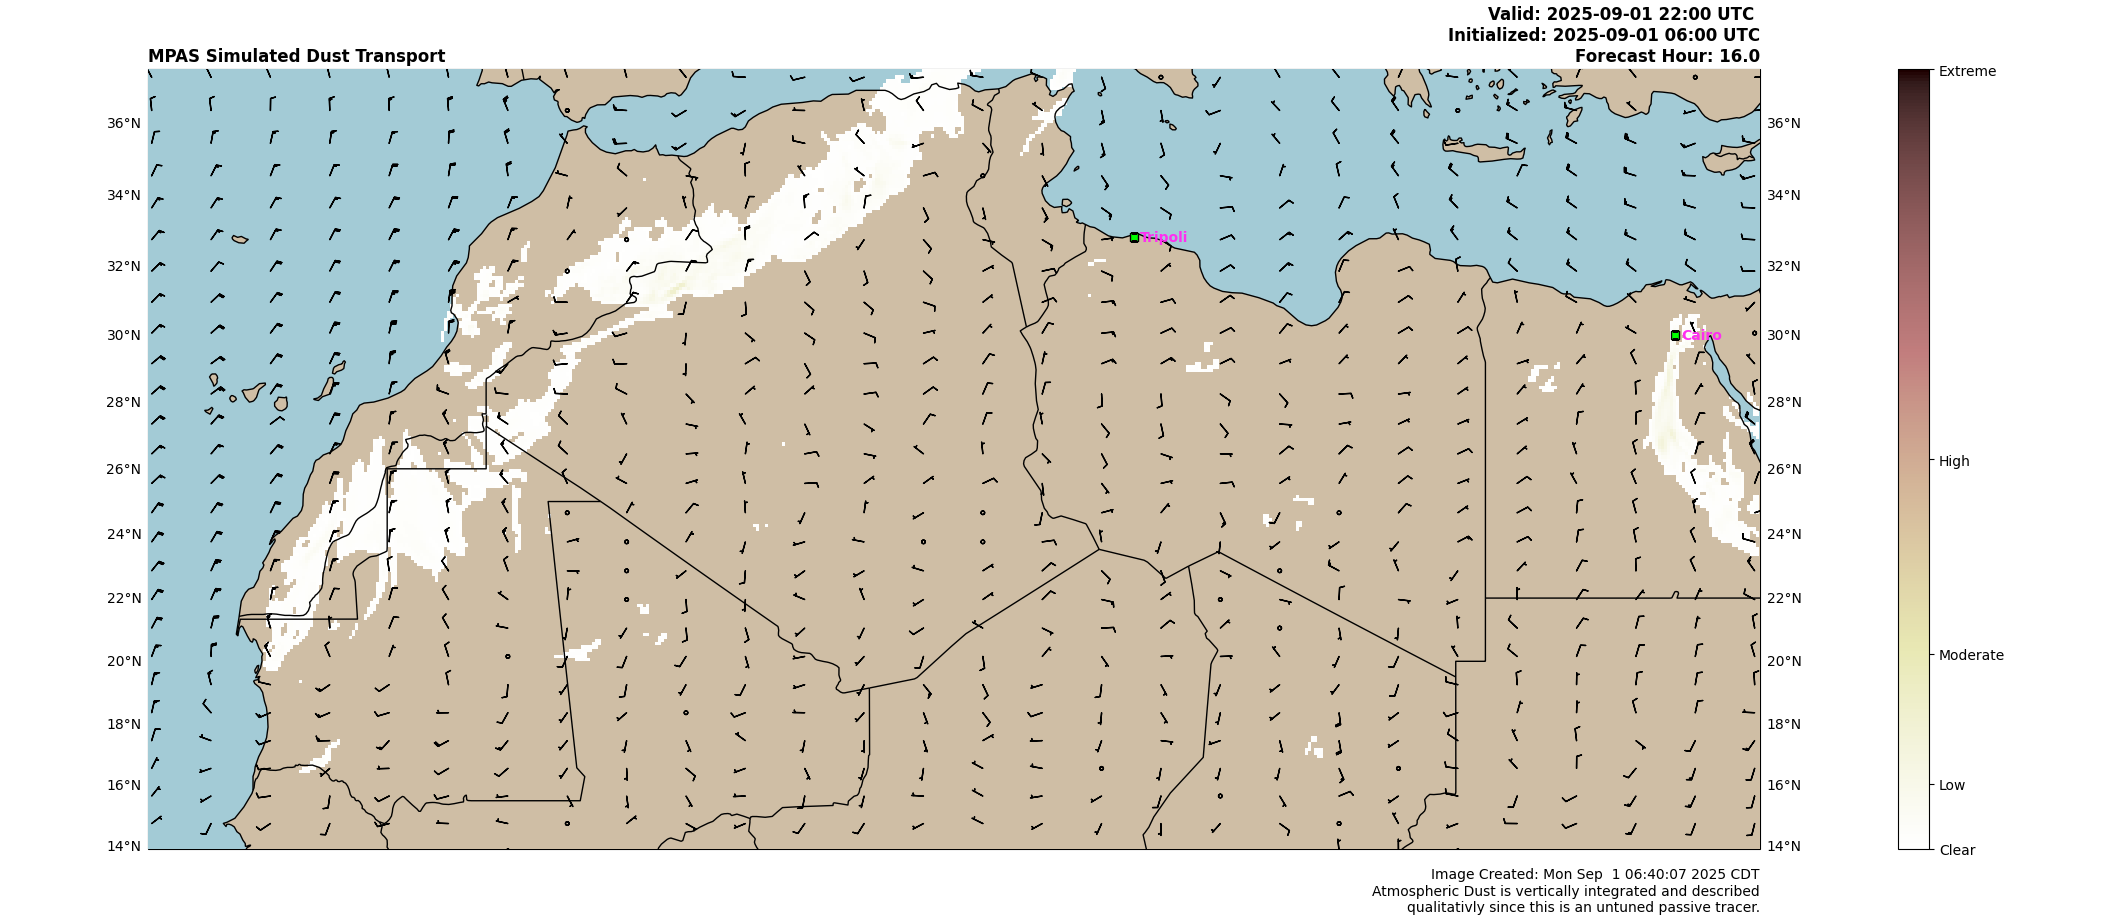 Valid: 2025-09-01 22:00 UTC
Initialized: 2025-09-01 06:00 UTC
MPAS Simulated Dust Transport
Forecast Hour: 16.0
Extreme
36°N
36°N
34°N
34°N
Tripoli
32°N
32°N
30°N
Cairo
30°N
28°N
28°N
26°N
26°N
High
24°N
24°N
22°N
22°N
20°N
20°N
Moderate
18°N
18°N
16°N
16°N
Low
14°N
14°N
Clear
Image Created: Mon Sep  1 06:40:07 2025 CDT
Atmospheric Dust is vertically integrated and described
qualitativly since this is an untuned passive tracer.